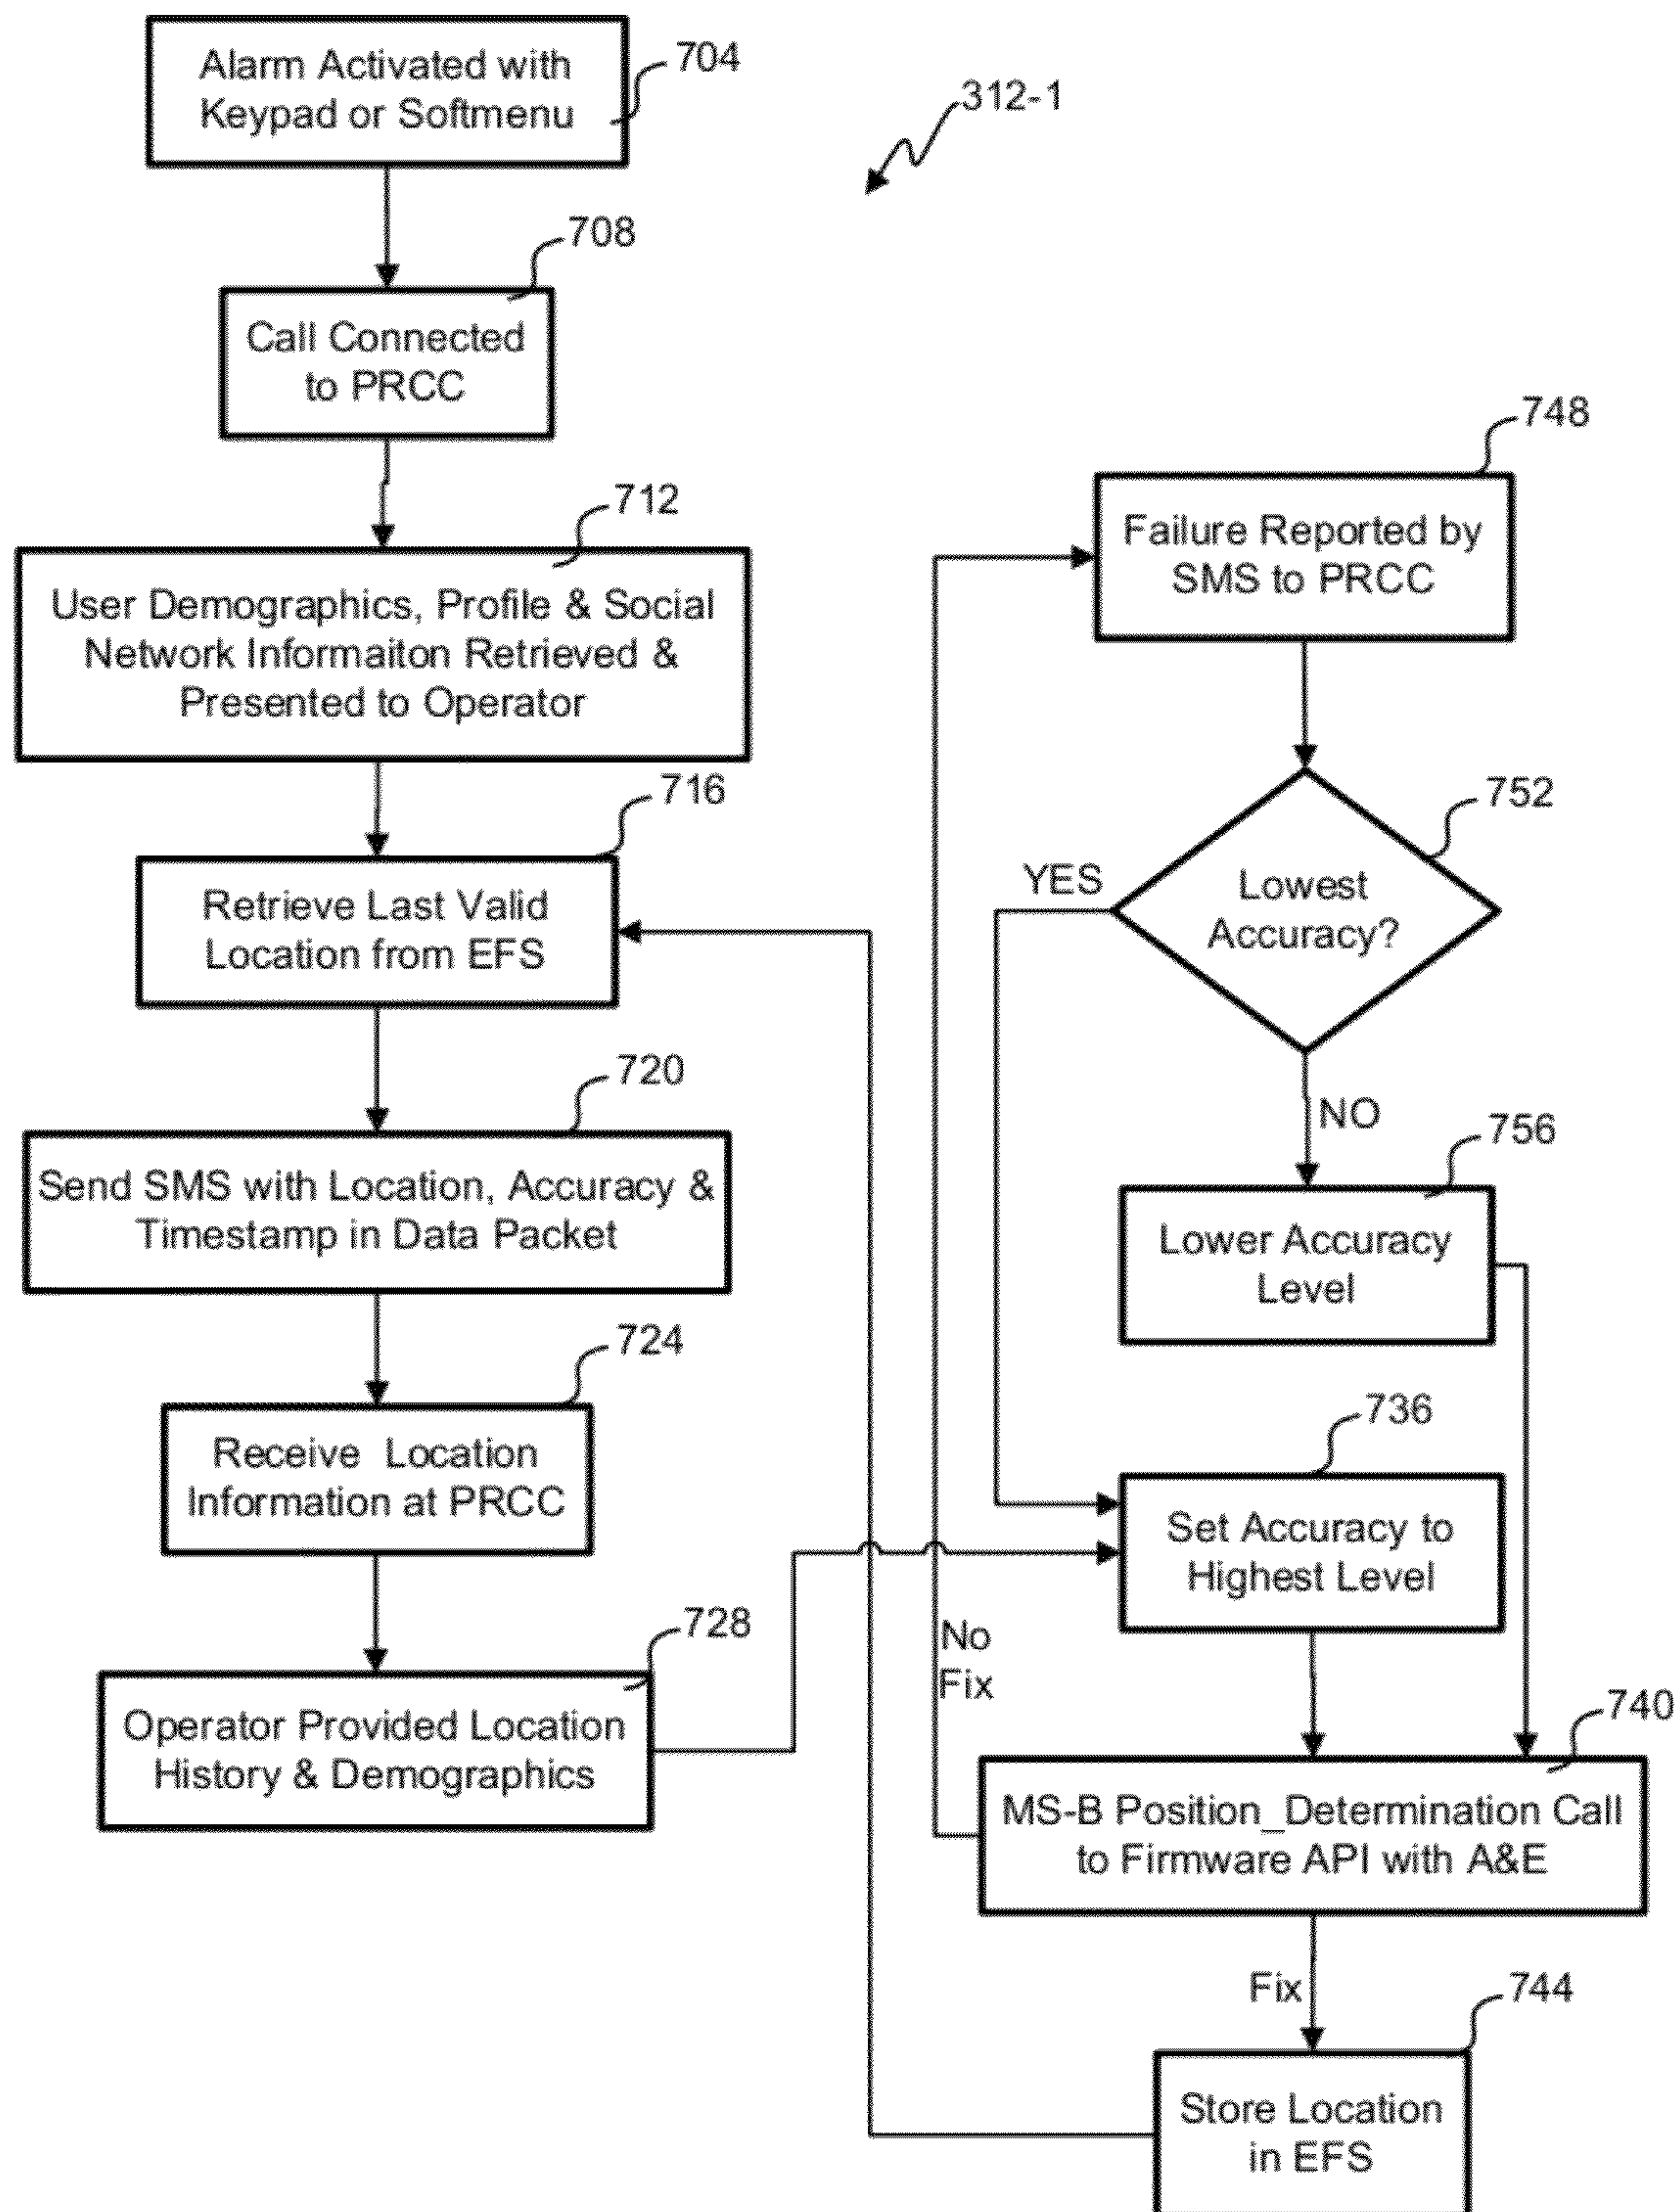 Alarm Activated with
Keypad or Softmenu
704
312-1
708
Call Connected
to PRCC
712
User Demographics, Profile & Social
Network Informaiton Retrieved &
Presented to Operator
716
Retrieve Last Valid
Location from EFS
720
Send SMS with Location, Accuracy &
Timestamp in Data Packet
724
Receive Location
Information at PRCC
728
Operator Provided Location
History & Demographics
748
Failure Reported by
SMS to PRCC
752
Lowest
Accuracy?
YES
NO
756
Lower Accuracy
Level
736
Set Accuracy to
Highest Level
No
Fix
740
MS-B Position_Determination Call
to Firmware API with A&E
Fix
744
Store Location
in EFS